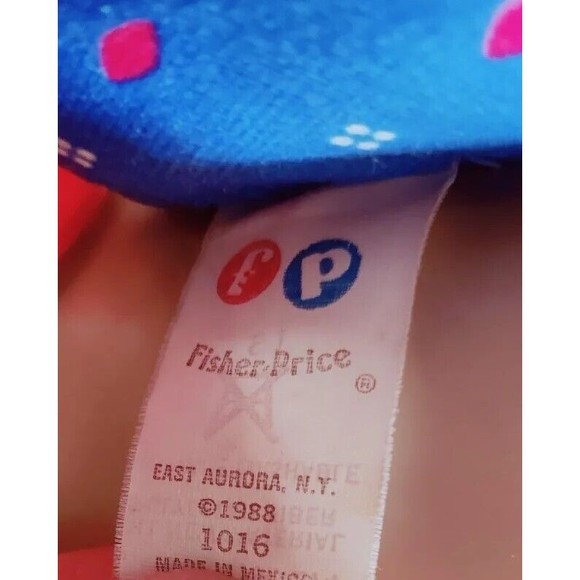 fp
Fisher-Price
®
EAST AURORA, N.Y.
©1988
1016
MADE IN MEXICO